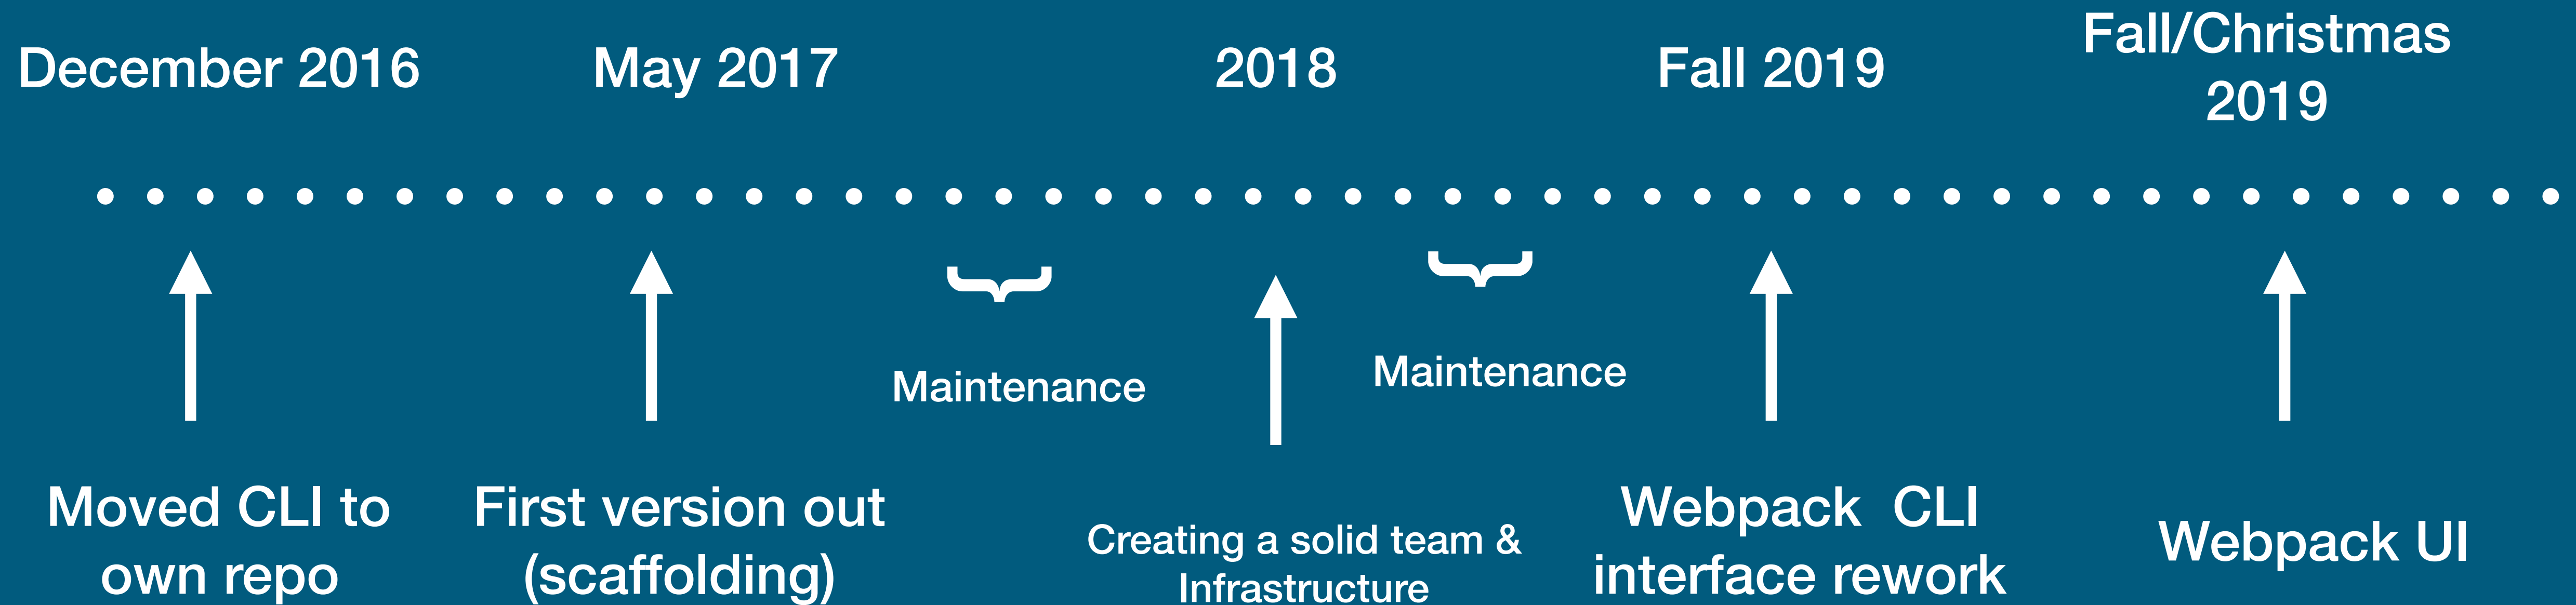 December 2016
May 2017
2018
Fall 2019
Fall/Christmas
2019
Maintenance
Maintenance
Moved CLI to
own repo
First version out
(scaffolding)
Creating a solid team &
Infrastructure
Webpack  CLI
interface rework
Webpack UI